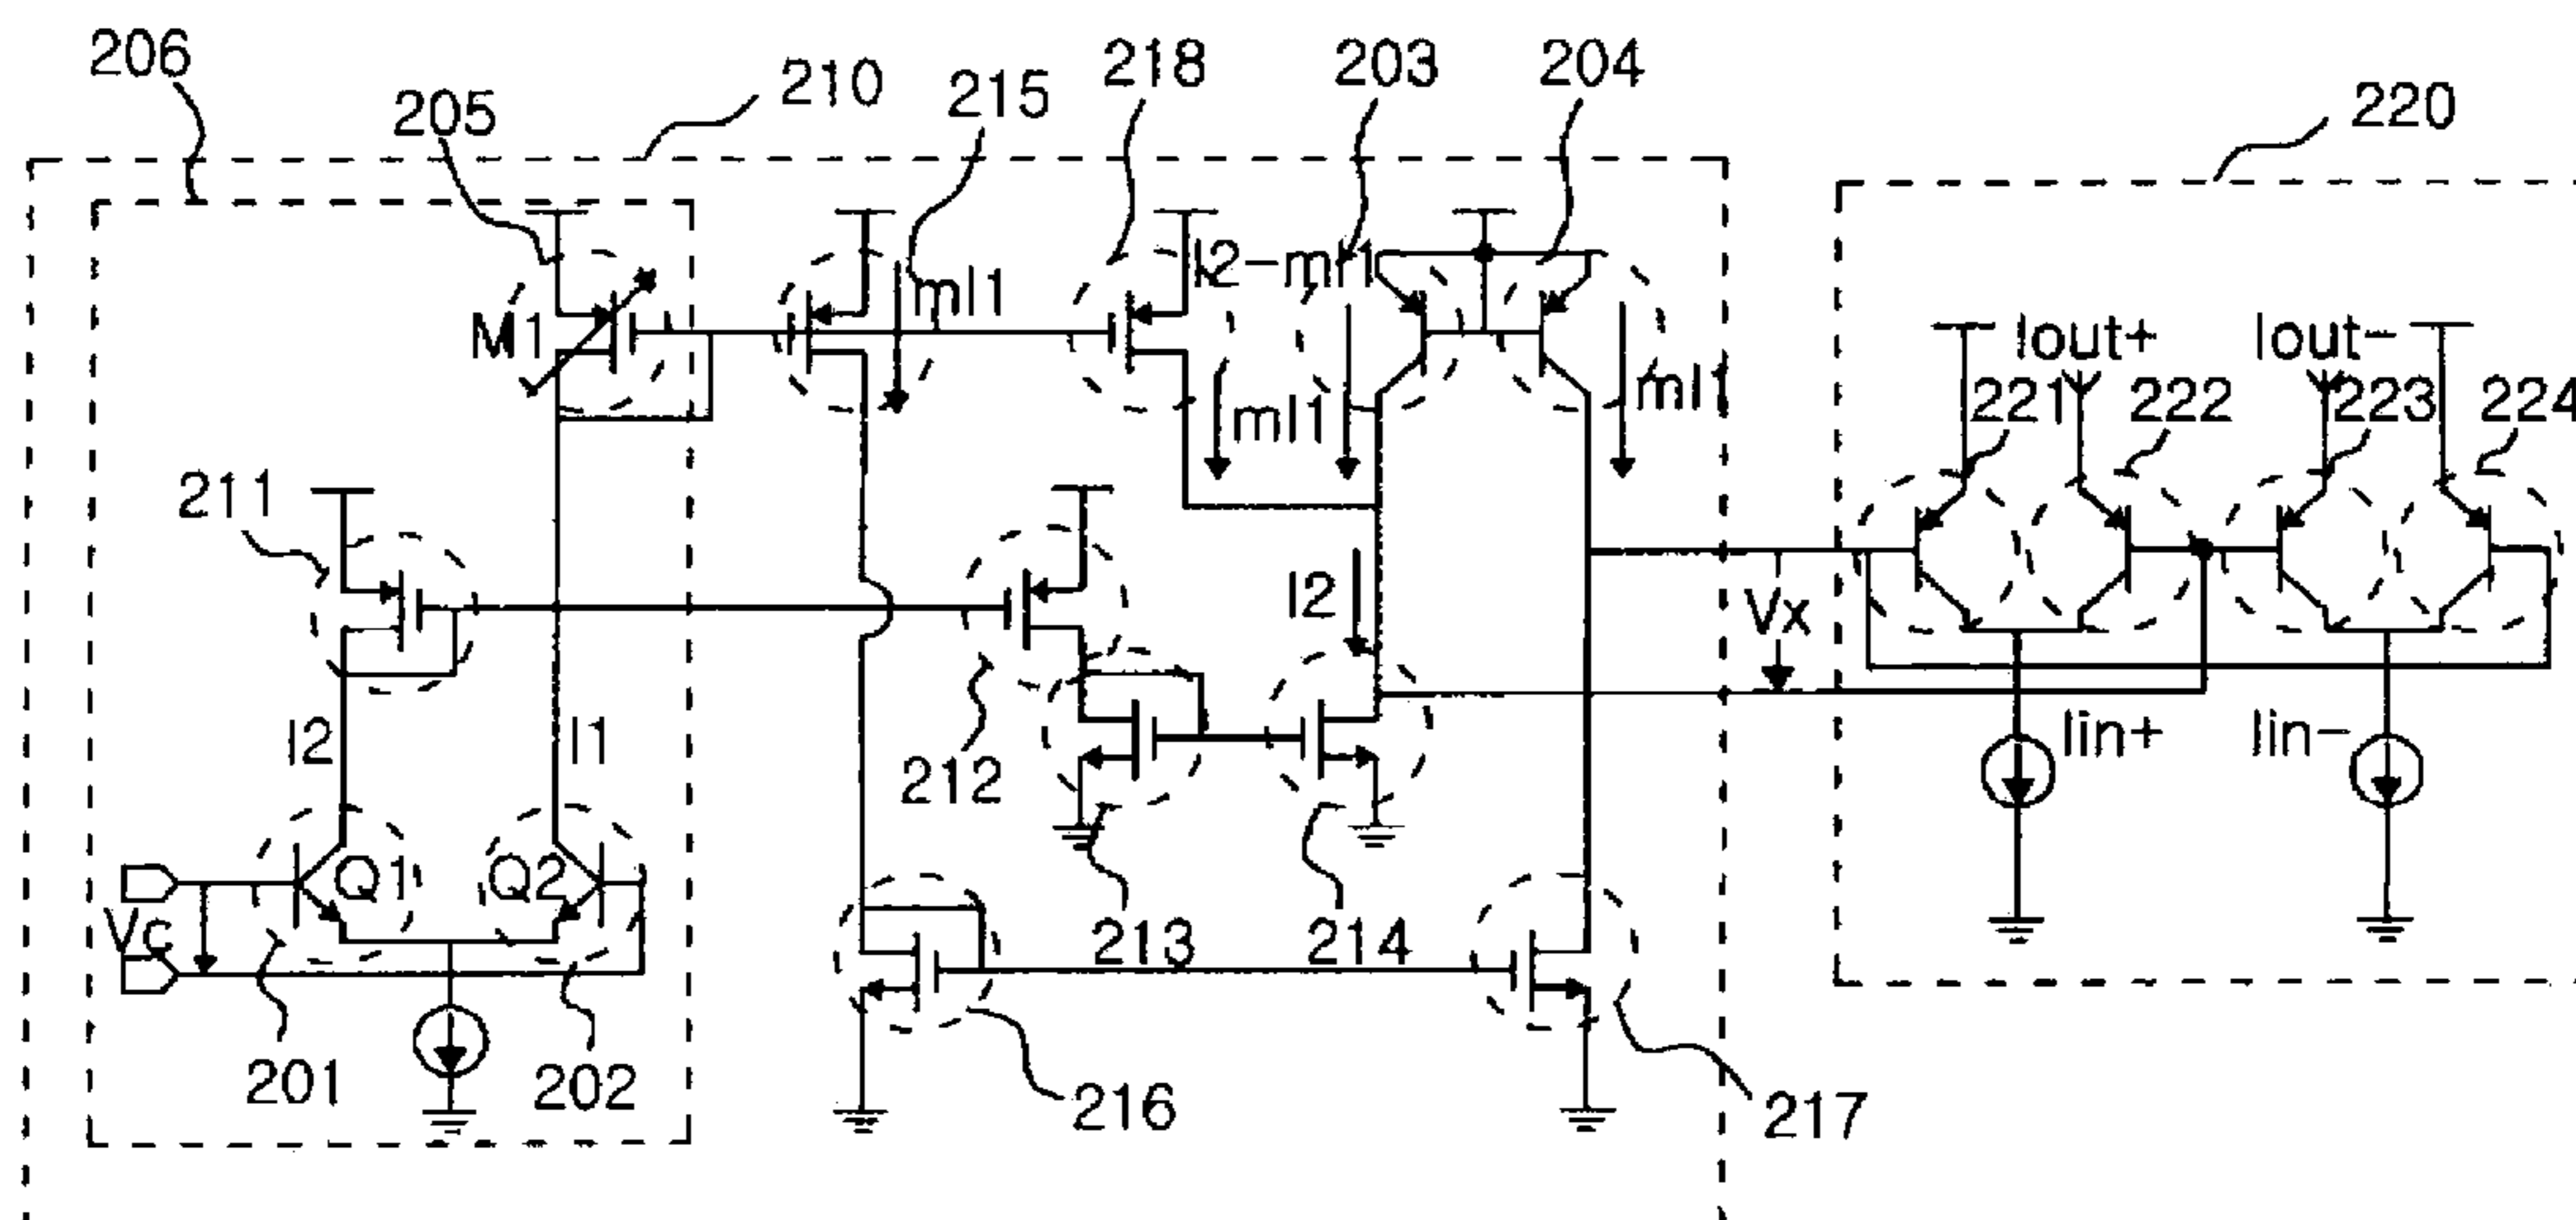 206
210
215
218
203
204
220
205
I2-mI1
mI1
M1
mI1
mI1
Iout+
Iout-
221
222
223
224
211
I2
Vx
I2
I1
212
Iin+
Iin-
Q1
Q2
Vc
213
214
201
202
216
217